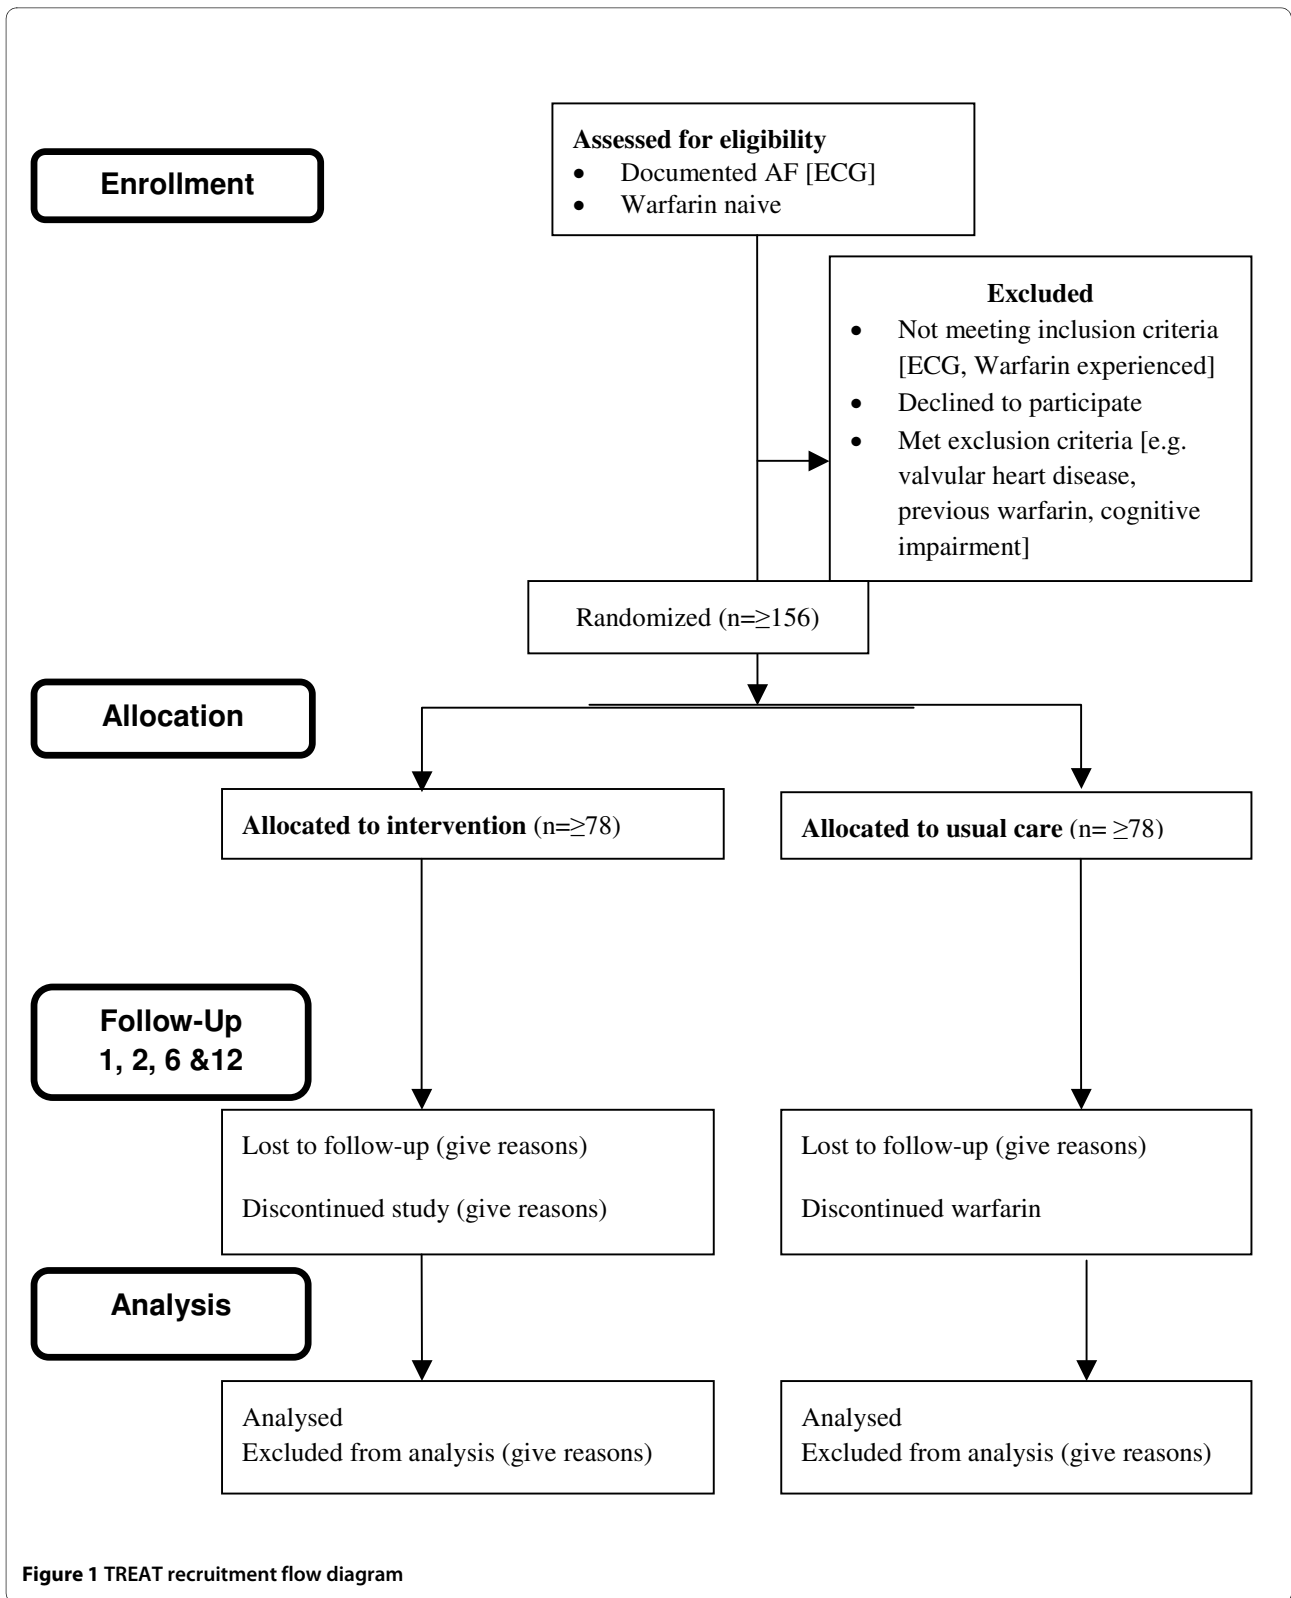 Enrollment
Assessed for eligibility
• Documented AF [ECG]
• Warfarin naive
Excluded
• Not meeting inclusion criteria
[ECG, Warfarin experienced]
• Declined to participate
• Met exclusion criteria [e.g.
valvular heart disease,
previous warfarin, cognitive
impairment]
Randomized (n=≥156)
Allocation
Allocated to intervention (n=≥78)
Allocated to usual care (n= ≥78)
Follow-Up
1, 2, 6 &12
Lost to follow-up (give reasons)
Discontinued study (give reasons)
Lost to follow-up (give reasons)
Discontinued warfarin
Analysis
Analysed
Excluded from analysis (give reasons)
Analysed
Excluded from analysis (give reasons)
Figure 1 TREAT recruitment flow diagram